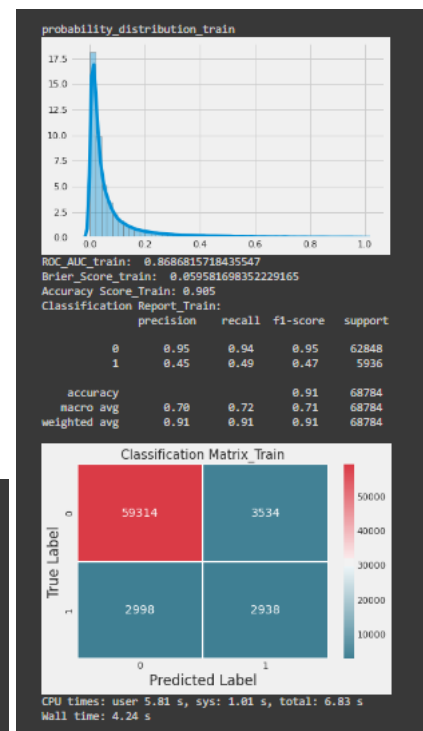 probability_distribution_train
17.5
15.0
12.5
10.0
7.5
5.0
2.5
0.0
0.0 0.2 0.4 0.6 0.8 1.0
ROC_AUC_train: 0.8686815718435547
Brier_Score_train: 0.059581698352229165
Accuracy Score_Train: 0.905
Classification Report_Train:
precision recall f1-score support
0 0.95 0.94 0.95 62848
1 0.45 0.49 0.47 5936
accuracy 0.91 68784
macro avg 0.70 0.72 0.71 68784
weighted avg 0.91 0.91 0.91 68784
Classification Matrix_Train
True Label
0
1
59314 3534
2998 2938
0 1
Predicted Label
50000
40000
30000
20000
10000
CPU times: user 5.81 s, sys: 1.01 s, total: 6.83 s
Wall time: 4.24 s